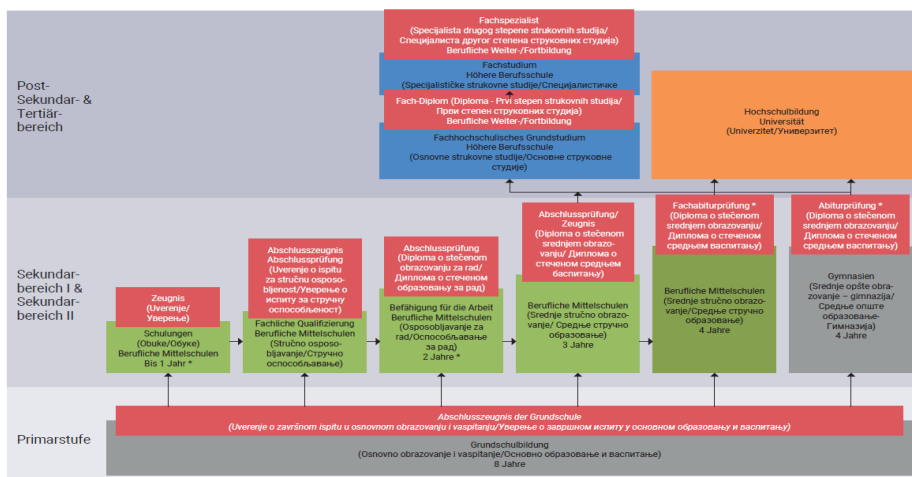 Post-
Sekundar- &
Tertiär-
bereich
Fachspezialist
(Specijalista drugog stepene strukovnih studija/
Специјалиста другог степена струковних студија)
Berufliche Weiter-/Fortbildung
Fachstudium
Höhere Berufsschule
(Specijalističke strukovne studije/Специјалистичке
Fach-Diplom (Diploma - Prvi stepen strukovnih studija/
Први степен струковних студија)
Berufliche Weiter-/Fortbildung
Fachhochschulisches Grundstudium
Höhere Berufsschule
(Osnovne strukovne studije/Основне струковне
студије)
Hochschulbildung
Universität
(Univerzitet/Универзитет)
Sekundar-
bereich I &
Sekundar-
bereich II
Zeugnis
(Uverenje/
Уверење)
Schulungen
(Obuke/Обуке)
Berufliche Mittelschulen
Bis 1 Jahr *
Abschlusszeugnis
Abschlussprüfung
(Uverenje o ispitu
za stručnu osposo-
bljenost/Уверење о
испиту за стручну
оспособљеност)
Fachliche Qualifizierung
Berufliche Mittelschulen
(Stručno osposo-
bljavanje/Стручно
оспособљавање)
Abschlussprüfung
(Diploma o stečenom
obrazovanju za rad/
Диплома о стеченом
образовању за рад)
Befähigung für die Arbeit
Berufliche Mittelschulen
(Osposobljavanje za
rad/Оспособљавање
за рад)
2 Jahre *
Abschlussprüfung/
Zeugnis
(Diploma o stečenom
srednjem obrazo-
vanju/ Диплома о
стеченом средњем
васпитању)
Berufliche Mittelschulen
(Srednje stručno obrazo-
vanje/ Средње стручно
образовање)
3 Jahre
Fachabiturprüfung *
(Diploma o stečenom
srednjem obrazovanju/
Диплома о стеченом
средњем васпитању)
Berufliche Mittelschulen
(Srednje stručno obrazo-
vanje/Средње стручно
образовање)
4 Jahre
Abiturprüfung *
(Diploma o stečenom
srednjem obrazovanju/
Диплома о стеченом
средњем васпитању)
Gymnasien
(Srednje opšte obra-
zovanje – gimnazija/
Средње опште
образовање-
Гимназија)
4 Jahre
Primarstufe
Abschlusszeugnis der Grundschule
(Uverenje o završnom ispitu u osnovnom obrazovanju i vaspitanju/Уверење о завршном испиту у основном образовању и васпитању)
Grundschulbildung
(Osnovno obrazovanje i vaspitanje/Основно образовање и васпитање)
8 Jahre